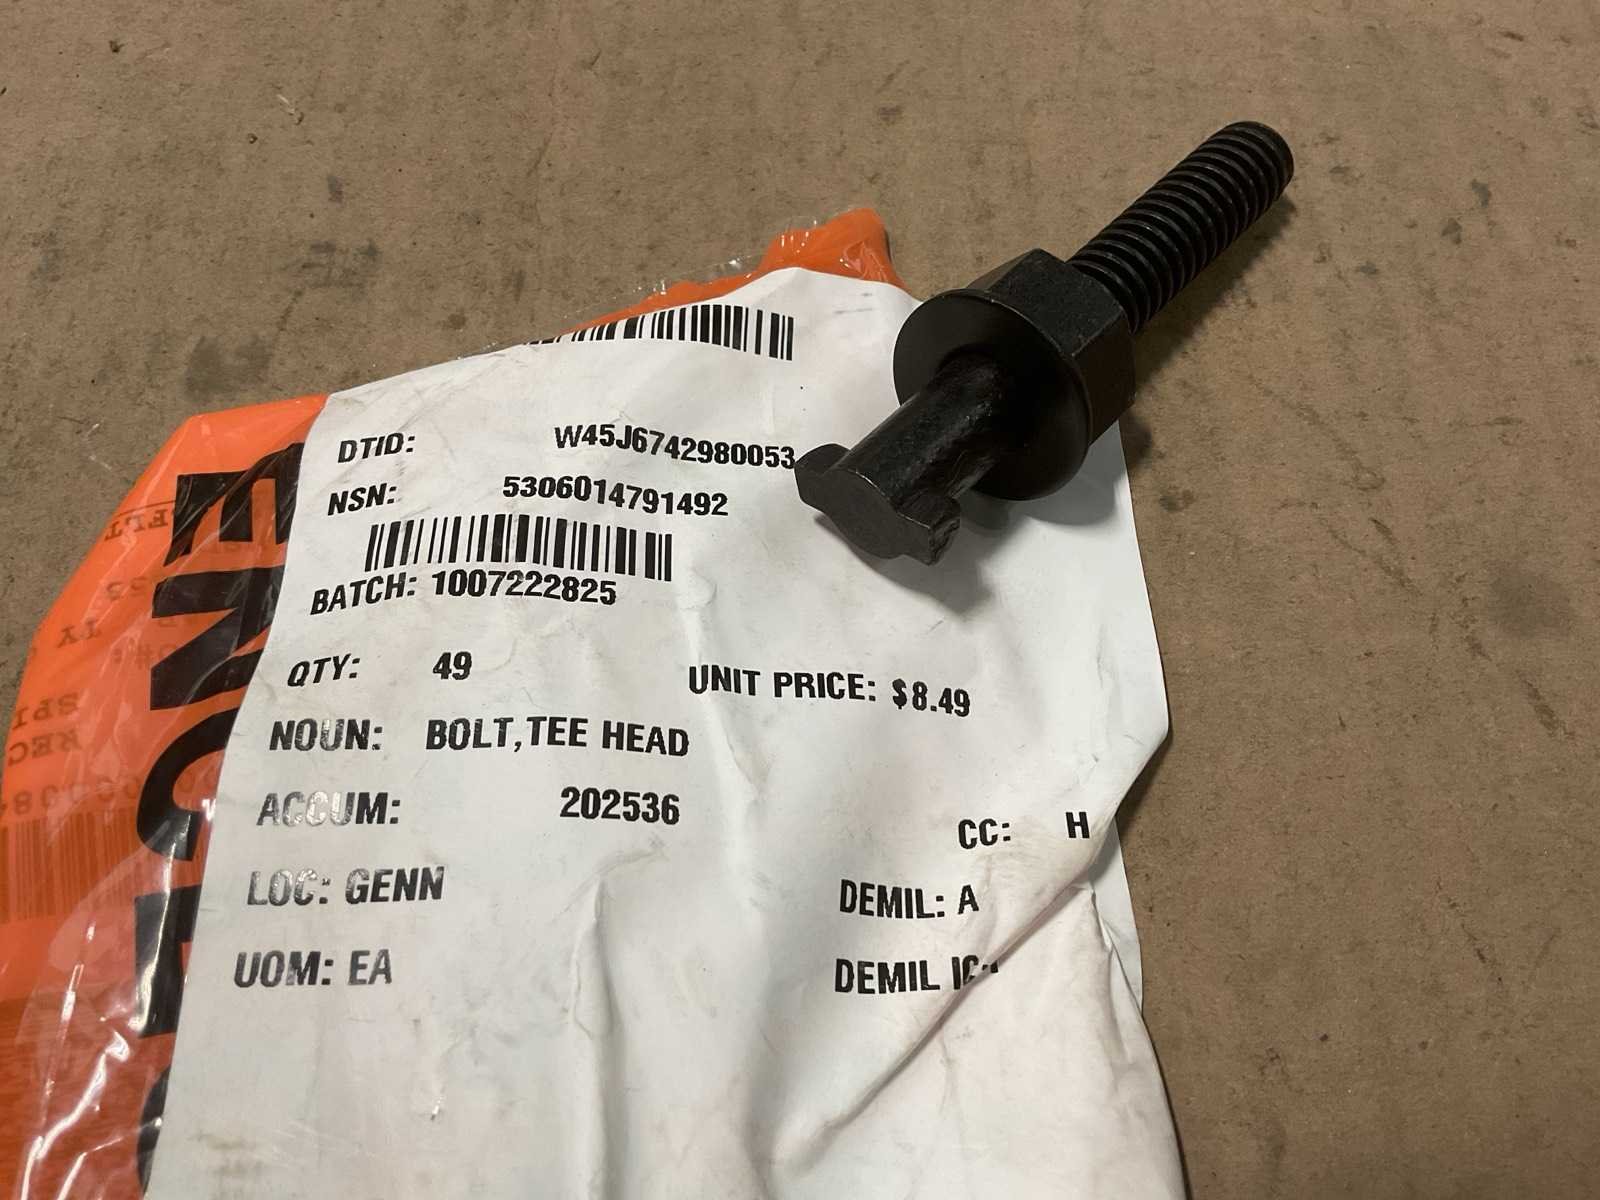 DTID: W45J6742980053
NSN: 5306014791492
BATCH: 1007222825
QTY: 49 UNIT PRICE: $8.49
NOUN: BOLT,TEE HEAD
ACCUM: 202536
CC: H
LOC: GENN
DEMIL: A
UOM: EA
DEMIL